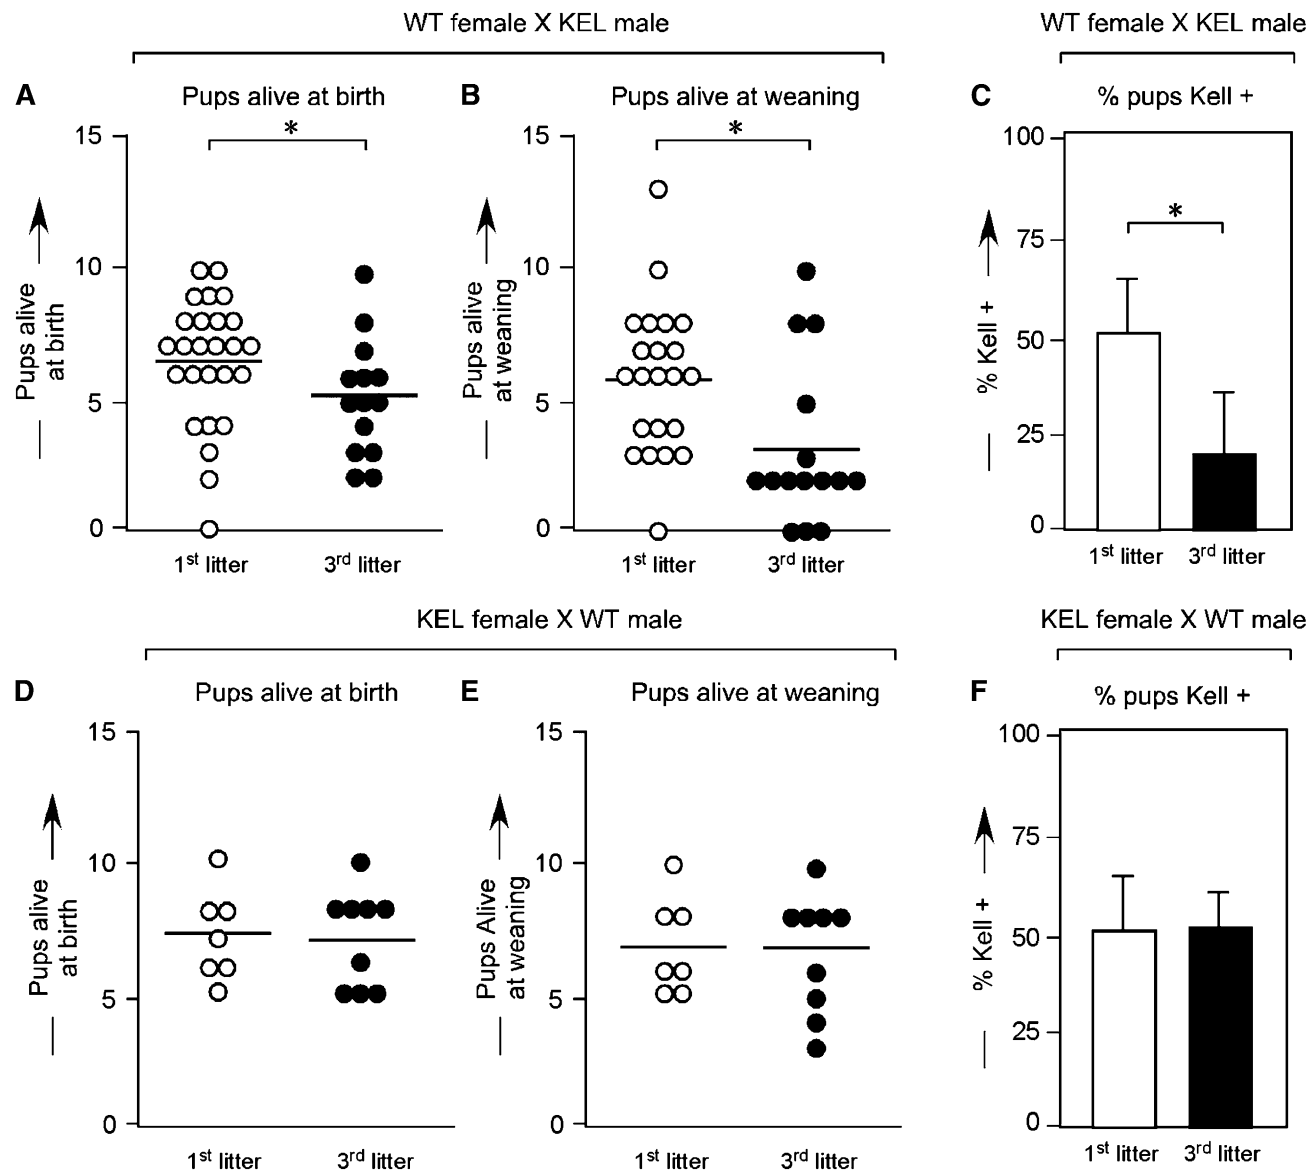 WT female X KEL male
WT female X KEL male
A
Pups alive at birth
B
Pups alive at weaning
C
% pups Kell +
*
*
*
15
10
5
0
Pups alive
at birth
1st litter
3rd litter
15
10
5
0
Pups alive
at weaning
1st litter
3rd litter
100
75
50
25
0
% Kell +
1st litter
3rd litter
KEL female X WT male
KEL female X WT male
D
Pups alive at birth
E
Pups alive at weaning
F
% pups Kell +
15
10
5
0
Pups alive
at birth
1st litter
3rd litter
15
10
5
0
Pups Alive
at weaning
1st litter
3rd litter
100
75
50
25
0
% Kell +
1st litter
3rd litter